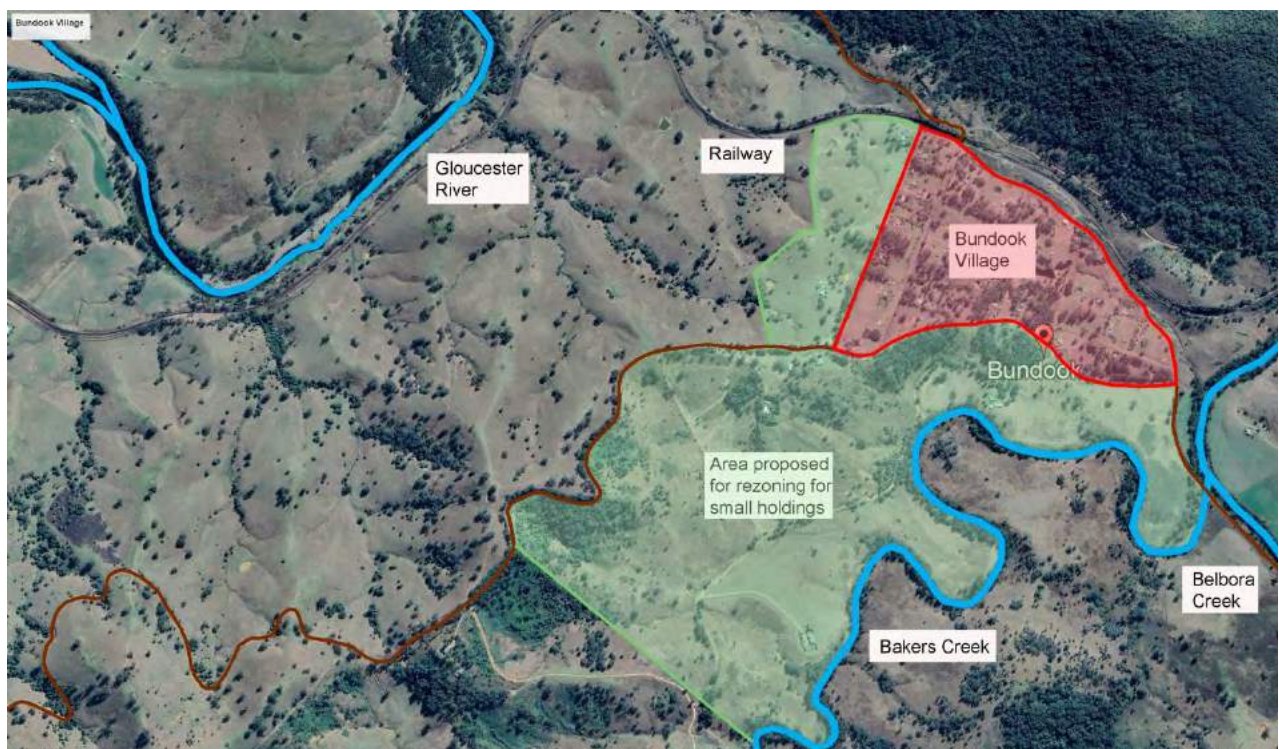 Bundook Village
Gloucester
River
Railway
Bundook
Village
Bundook
Area proposed
for rezoning for
small holdings
Belbora
Creek
Bakers Creek